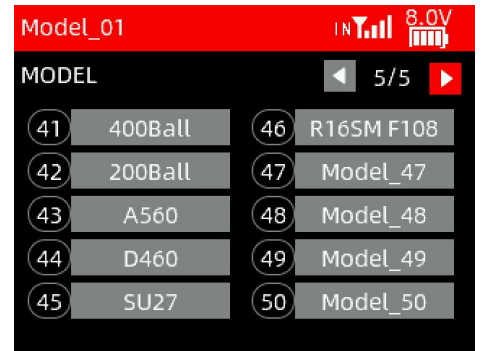 Model_01 IN 8.0V
MODEL 5/5
41 400Ball 46 R16SM F108
42 200Ball 47 Model_47
43 A560 48 Model_48
44 D460 49 Model_49
45 SU27 50 Model_50